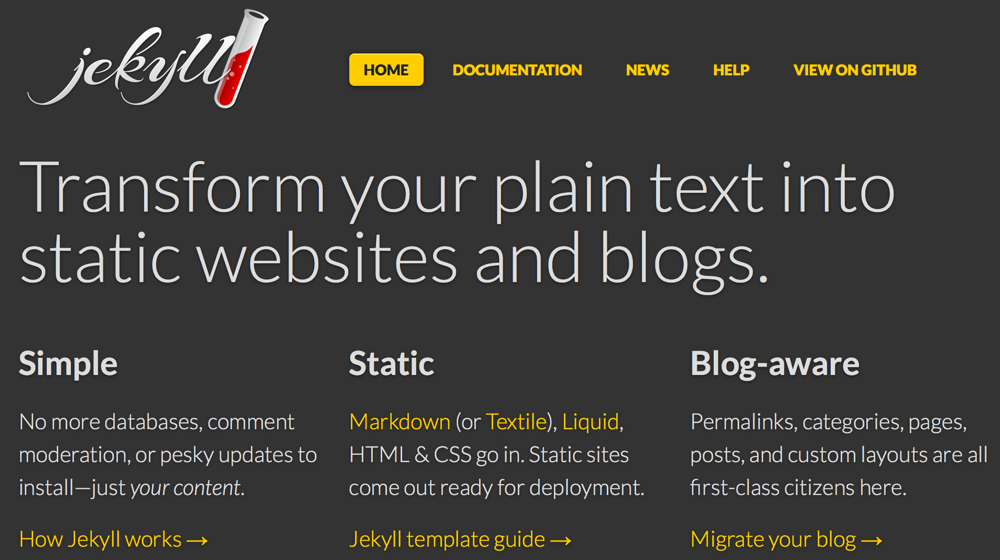 jekyll
HOME
DOCUMENTATION
NEWS
HELP
VIEW ON GITHUB
Transform your plain text into
static websites and blogs.
Simple
No more databases, comment
moderation, or pesky updates to
install—just your content.
How Jekyll works →
Static
Markdown (or Textile), Liquid,
HTML & CSS go in. Static sites
come out ready for deployment.
Jekyll template guide →
Blog-aware
Permalinks, categories, pages,
posts, and custom layouts are all
first-class citizens here.
Migrate your blog →